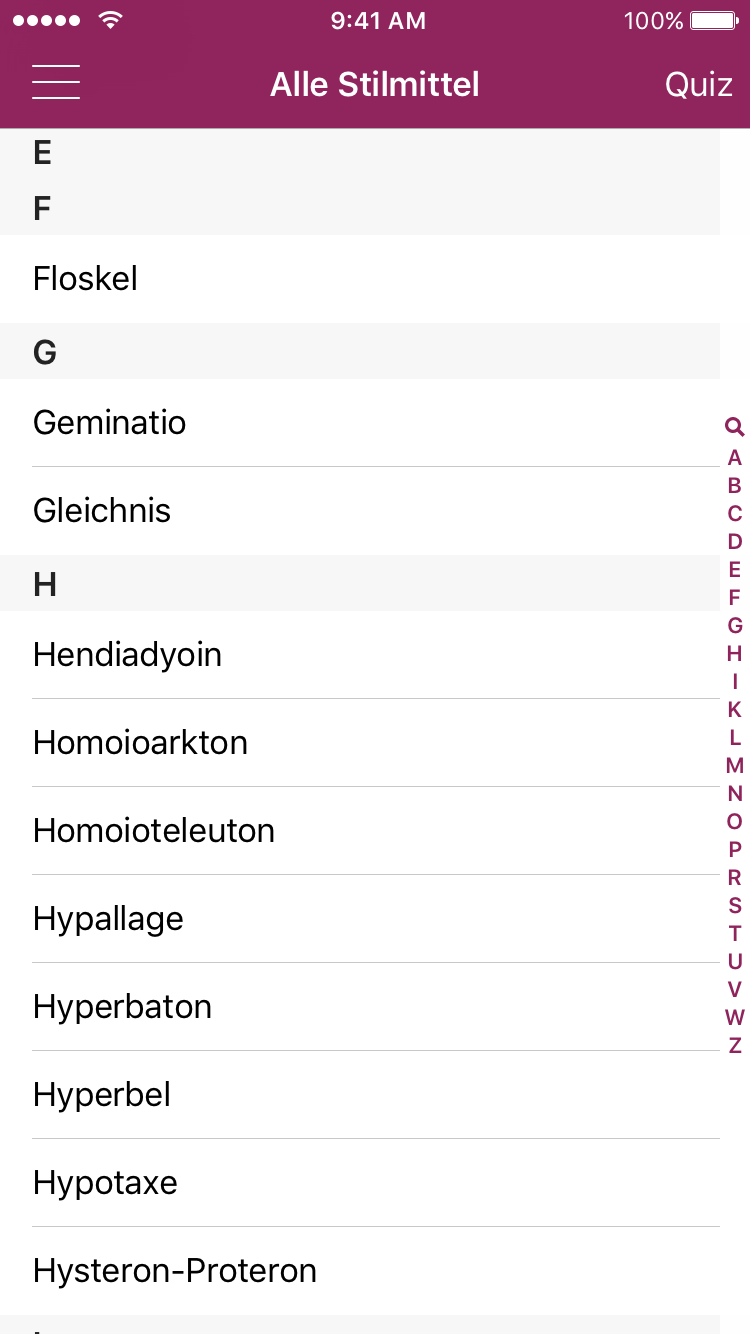 9:41 AM 100%
Alle Stilmittel Quiz
E
F
Floskel
G
Geminatio
Gleichnis
H
Hendiadyoin
Homoioarkton
Homoioteleuton
Hypallage
Hyperbaton
Hyperbel
Hypotaxe
Hysteron-Proteron
A
B
C
D
E
F
G
H
I
K
L
M
N
O
P
R
S
T
U
V
W
Z